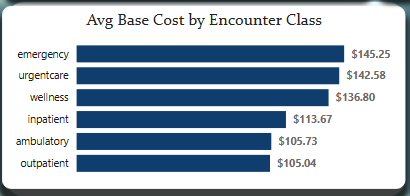 Avg Base Cost by Encounter Class
emergency $145.25
urgentcare $142.58
wellness $136.80
inpatient $113.67
ambulatory $105.73
outpatient $105.04